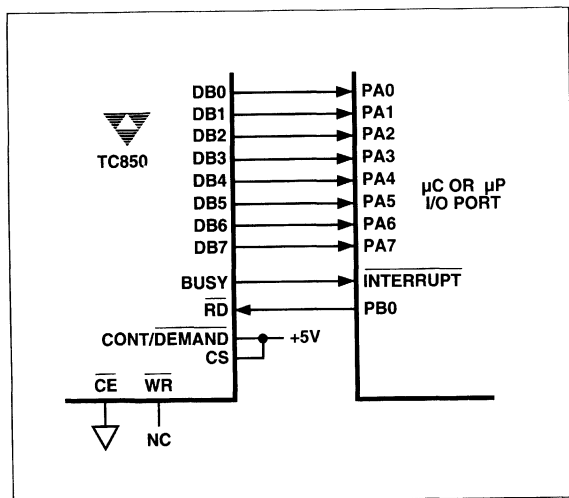 DB0 PA0
DB1 PA1
DB2 PA2
TC850 DB3 PA3
DB4 PA4
DB5 PA5
DB6 PA6
DB7 PA7
µC OR µP
I/O PORT
BUSY INTERRUPT
RD PB0
CONT/DEMAND +5V
CS
CE WR
NC